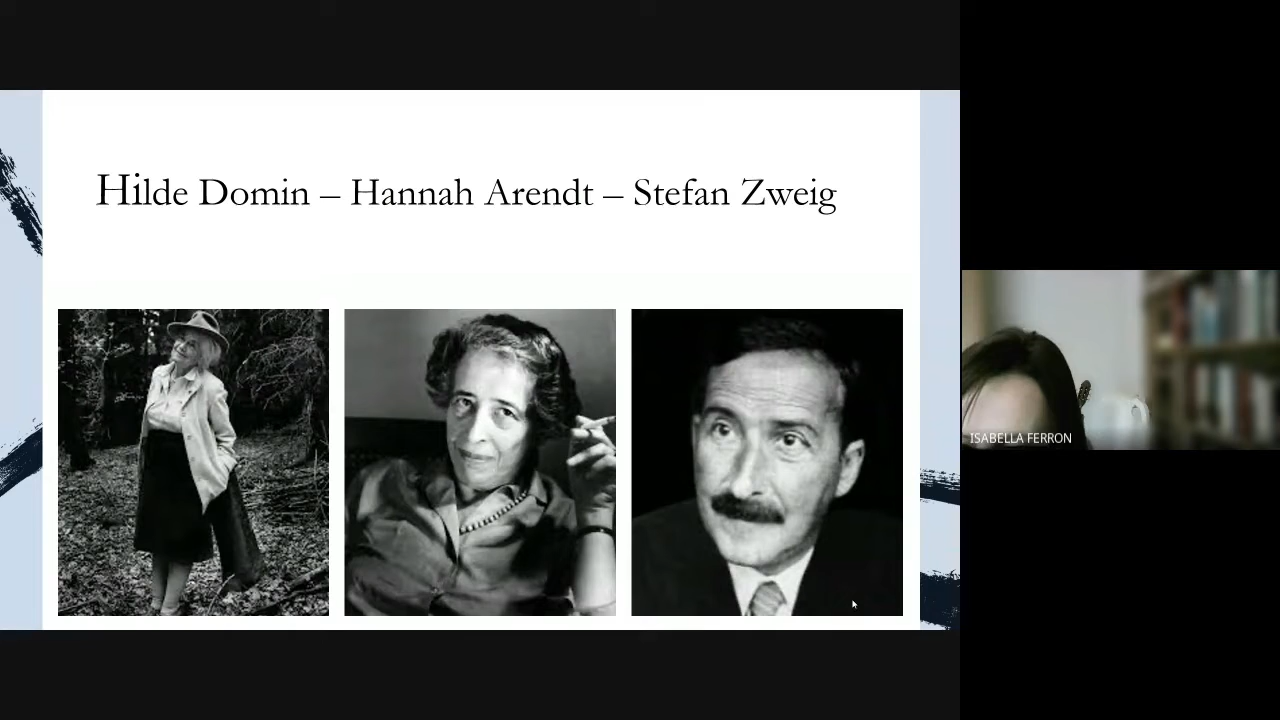 Hilde Domin – Hannah Arendt – Stefan Zweig
ISABELLA FERRON